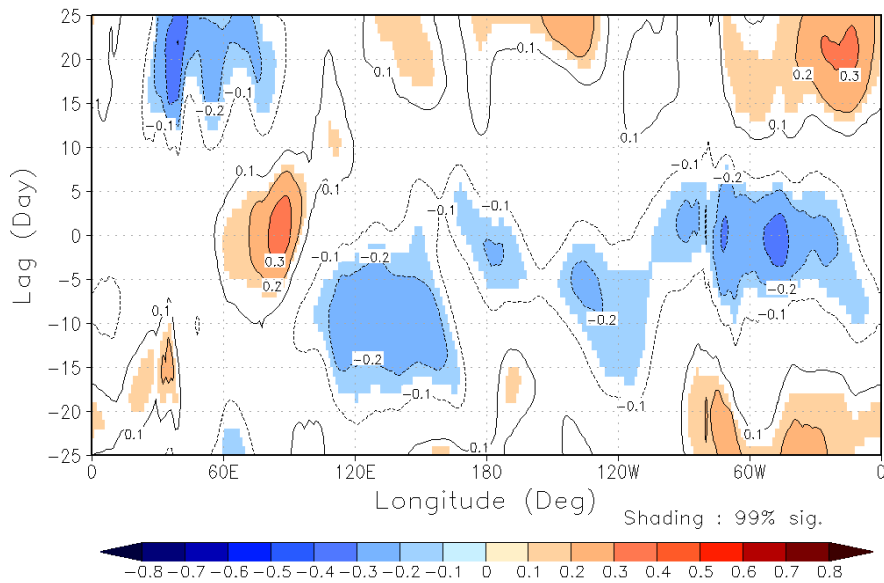 25
20
15
10
5
0
-5
-10
-15
-20
-25
Lag (Day)
0.1 0.1 0.1 -0.1 0.2 0.3
-0.1 -0.2 -0.1 0.1
0.1 0.1 -0.1 -0.2
0.1 -0.1 -0.1
0.3 -0.1
0.2 -0.2 -0.2
0.1 -0.2 -0.1
-0.2
0.1 -0.1 -0.1 0.1 0.1
0 60E 120E 180 120W 60W 0
Longitude (Deg)
Shading : 99% sig.
-0.8 -0.7 -0.6 -0.5 -0.4 -0.3 -0.2 -0.1 0 0.1 0.2 0.3 0.4 0.5 0.6 0.7 0.8